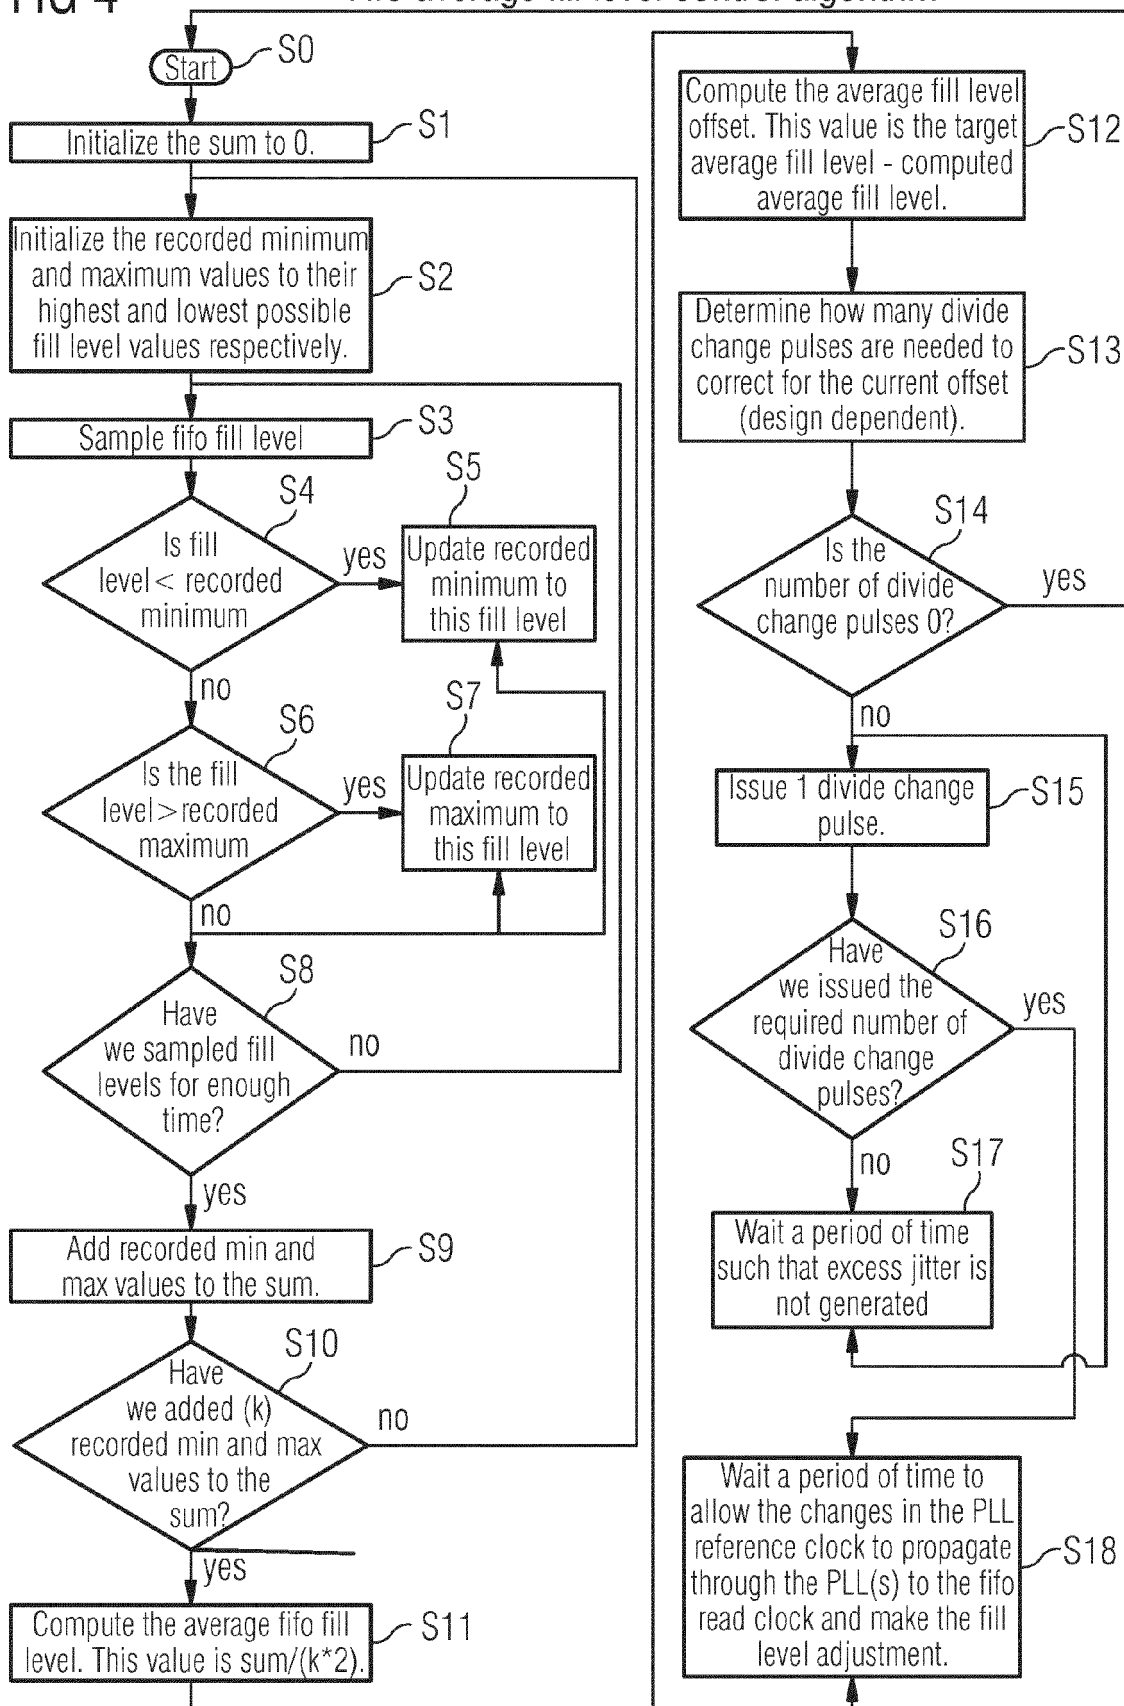 FIG 4
Fifo average fill level control algorithm
Start
S0
Initialize the sum to 0.
S1
Initialize the recorded minimum
and maximum values to their
highest and lowest possible
fill level values respectively.
S2
Sample fifo fill level
S3
Is fill
level < recorded
minimum
S4
yes
no
Update recorded
minimum to
this fill level
S5
Is the fill
level > recorded
maximum
S6
yes
no
Update recorded
maximum to
this fill level
S7
Have
we sampled fill
levels for enough
time?
S8
no
yes
Add recorded min and
max values to the sum.
S9
Have
we added (k)
recorded min and max
values to the
sum?
S10
no
yes
Compute the average fifo fill
level. This value is sum/(k*2).
S11
Compute the average fill level
offset. This value is the target
average fill level - computed
average fill level.
S12
Determine how many divide
change pulses are needed to
correct for the current offset
(design dependent).
S13
Is the
number of divide
change pulses 0?
S14
yes
no
Issue 1 divide change
pulse.
S15
Have
we issued the
required number of
divide change
pulses?
S16
yes
no
Wait a period of time
such that excess jitter is
not generated
S17
Wait a period of time to
allow the changes in the PLL
reference clock to propagate
through the PLL(s) to the fifo
read clock and make the fill
level adjustment.
S18